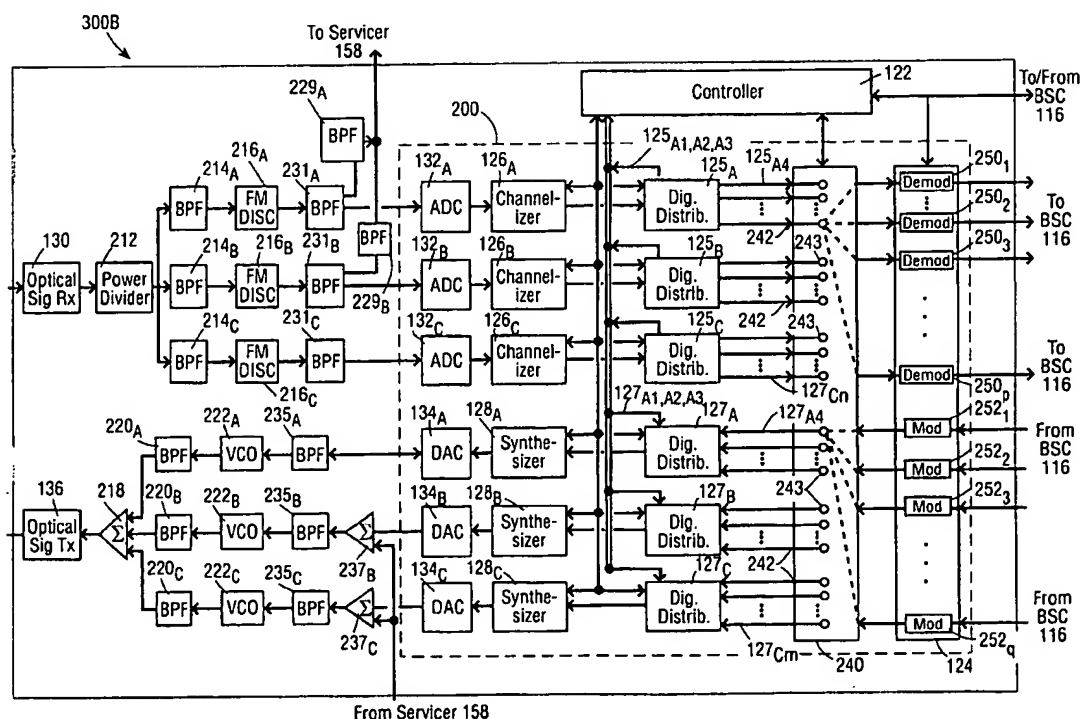 300B
To Servicer
158
122
Controller
To/From
BSC
116
229A
BPF
200
214A
216A
231A
132A
126A
125A1,A2,A3
125A
125A4
2501
BPF
FM
DISC
BPF
ADC
Channel-
izer
Dig.
Distrib.
242
Demod
2502
Demod
To
BSC
116
130
212
214B
216B
231B
BPF
229B
132B
126B
125B
243
2503
Optical
Sig Rx
Power
Divider
BPF
FM
DISC
BPF
ADC
Channel-
izer
Dig.
Distrib.
242
Demod
214C
231C
132C
126C
125C
243
To
BSC
116
BPF
FM
DISC
216C
BPF
ADC
Channel-
izer
Dig.
Distrib.
127Cn
Demod
250p
127A1,A2,A3
220A
222A
235A
134A
128A
127A
127A4
2521
From
BSC
116
BPF
VCO
BPF
DAC
Synthe-
sizer
Dig.
Distrib.
243
Mod
2522
Mod
136
218
220B
222B
235B
134B
128B
127B
2523
Optical
Sig Tx
Σ
BPF
VCO
BPF
Σ
237B
DAC
Synthe-
sizer
Dig.
Distrib.
242
Mod
220C
222C
235C
134C
128C
127C
From
BSC
116
BPF
VCO
BPF
Σ
237C
DAC
Synthe-
sizer
Dig.
Distrib.
127Cm
240
Mod
252q
124
From Servicer 158